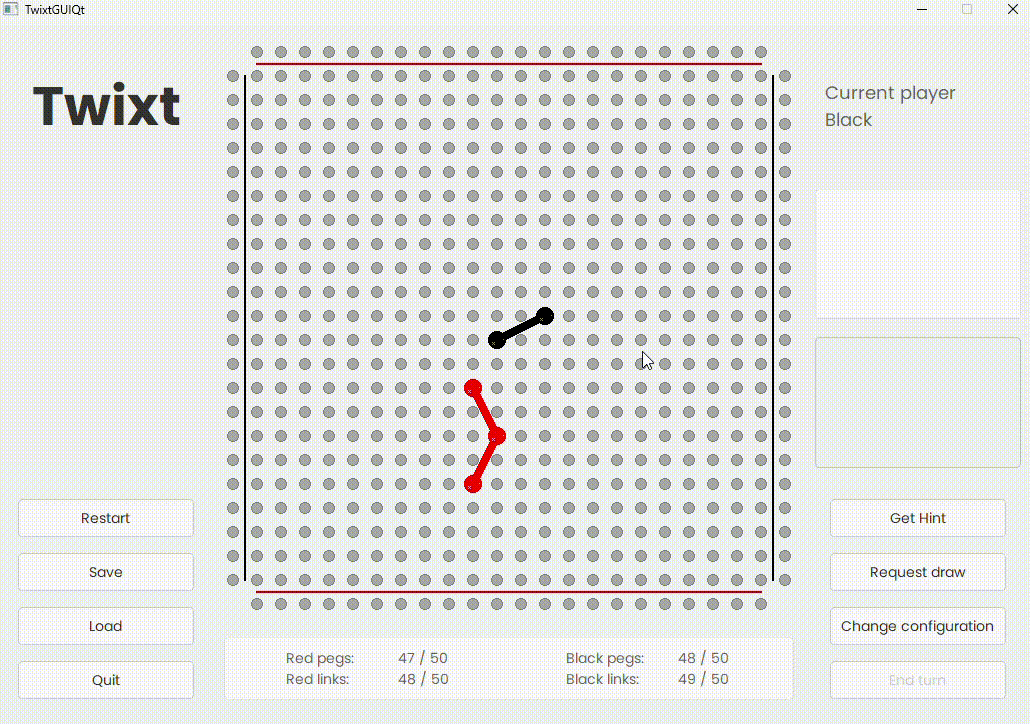 TwixtGUIQt
Twixt
Current player
Black
Restart
Save
Load
Quit
Get Hint
Request draw
Change configuration
End turn
Red pegs: 47 / 50 Black pegs: 48 / 50
Red links: 48 / 50 Black links: 49 / 50